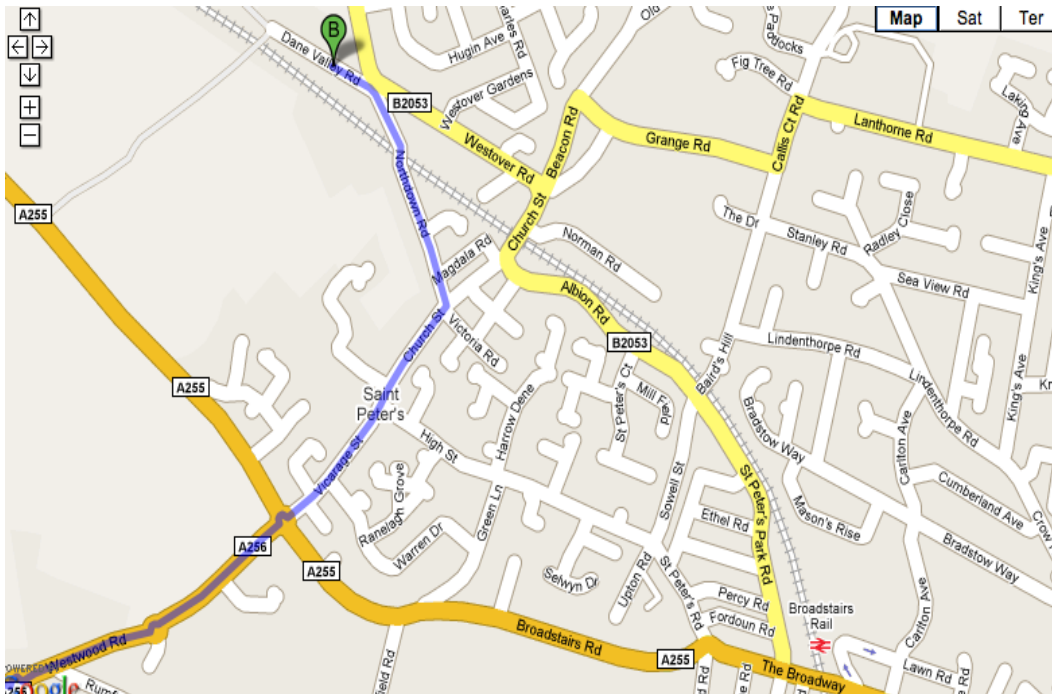 Map Sat Ter
B
Dane Valley Rd
Hugin Ave
Westover Gardens
Fig Tree Rd
Paddocks
B2053
Westover Rd
Beacon Rd
Grange Rd
Callis Ct Rd
Lanthorne Rd
A255
Northdown Rd
Church St
Norman Rd
Magdala Rd
Stanley Rd
Radley Close
King's Ave
Sea View Rd
Albion Rd
B2053
Church St
Victoria Rd
Baird's Hill
Lindenthorpe Rd
Lindenthorpe Rd
King's Ave
A255
Saint
Peter's
Harrow Dene
St Peter's Ct
Mill Field
Bradstow Way
Carlton Ave
High St
Vicarage St
Ranelagh Grove
Warren Dr
Green Ln
Sowell St
St Peter's Park Rd
Ethel Rd
Mason's Rise
Cumberland Ave
Bradstow Way
A256
A255
Selwyn Dr
Upton Rd
St Peter's Rd
Percy Rd
Fordoun Rd
Broadstairs
Rail
Carlton Ave
Westwood Rd
Broadstairs Rd
A255
The Broadway
Lawn Rd